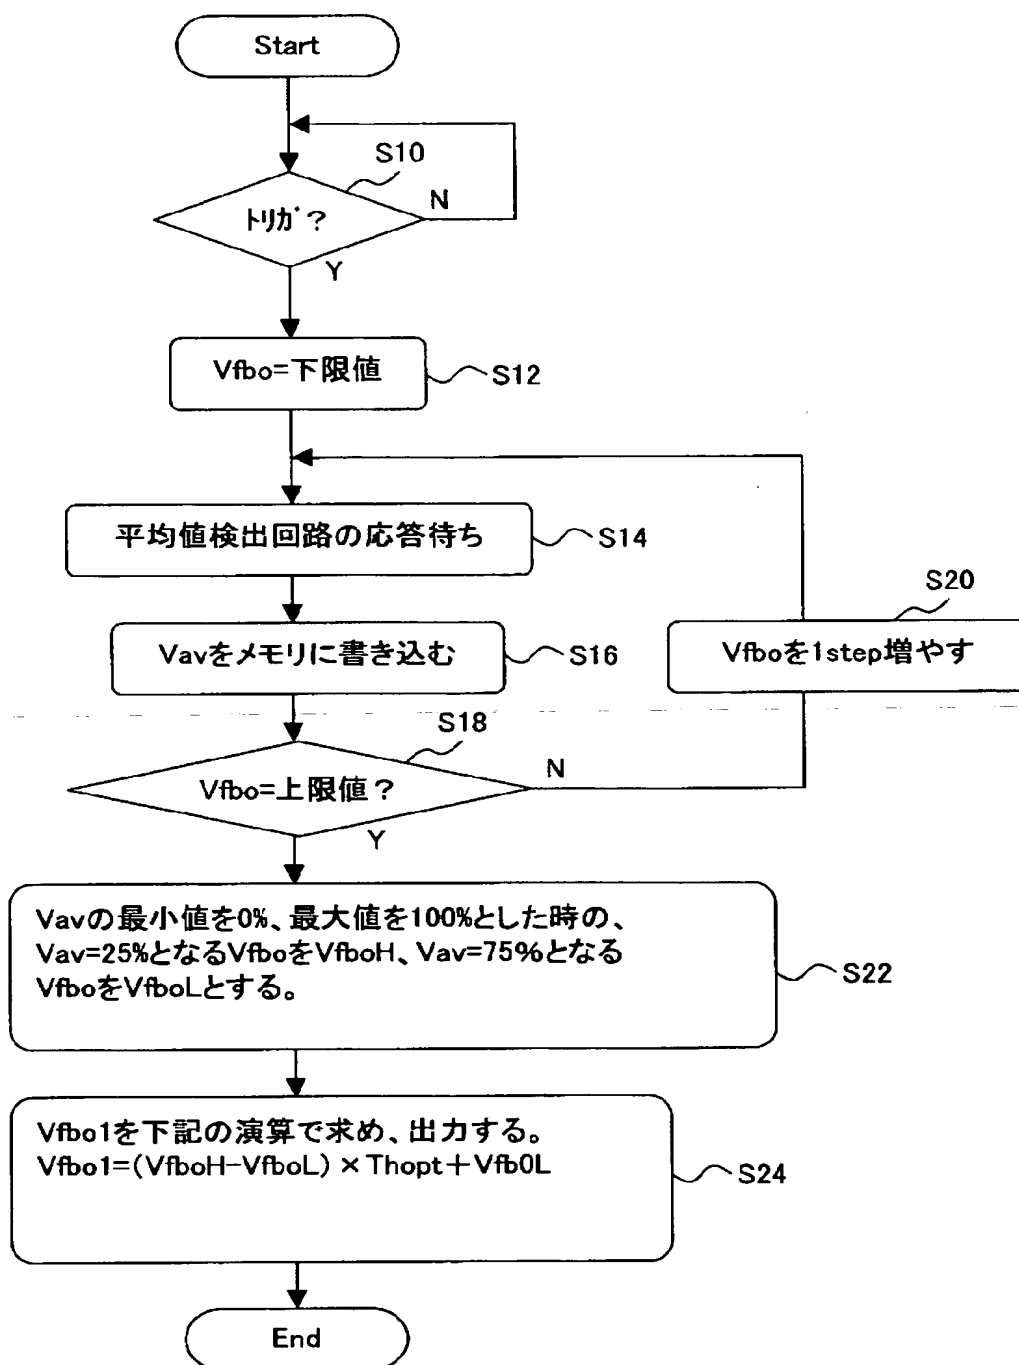 Start
S10
トリガ?
N
Y
Vfbo=下限値
S12
平均値検出回路の応答待ち
S14
S20
Vavをメモリに書き込む
S16
Vfboを1step増やす
S18
Vfbo=上限値?
N
Y
Vavの最小値を0%、最大値を100%とした時の、
Vav=25%となるVfboをVfboH、Vav=75%となる
VfboをVfboLとする。
S22
Vfbo1を下記の演算で求め、出力する。
Vfbo1=(VfboH-VfboL)×Thopt+Vfb0L
S24
End